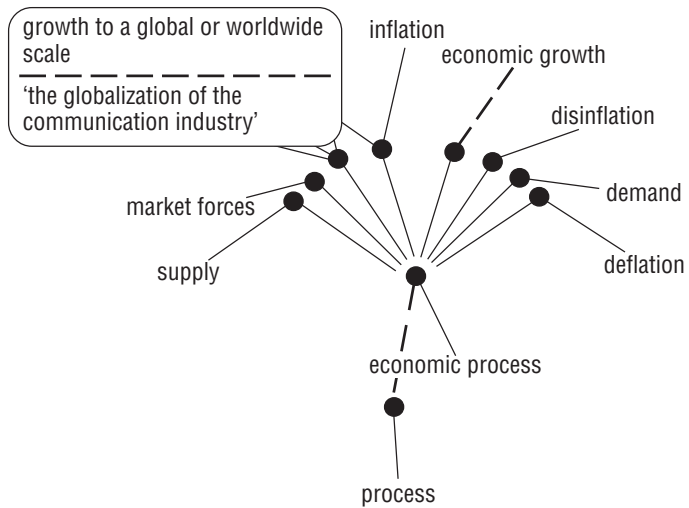 growth to a global or worldwide
scale
‘the globalization of the
communication industry’
inflation
economic growth
disinflation
demand
deflation
market forces
supply
economic process
process